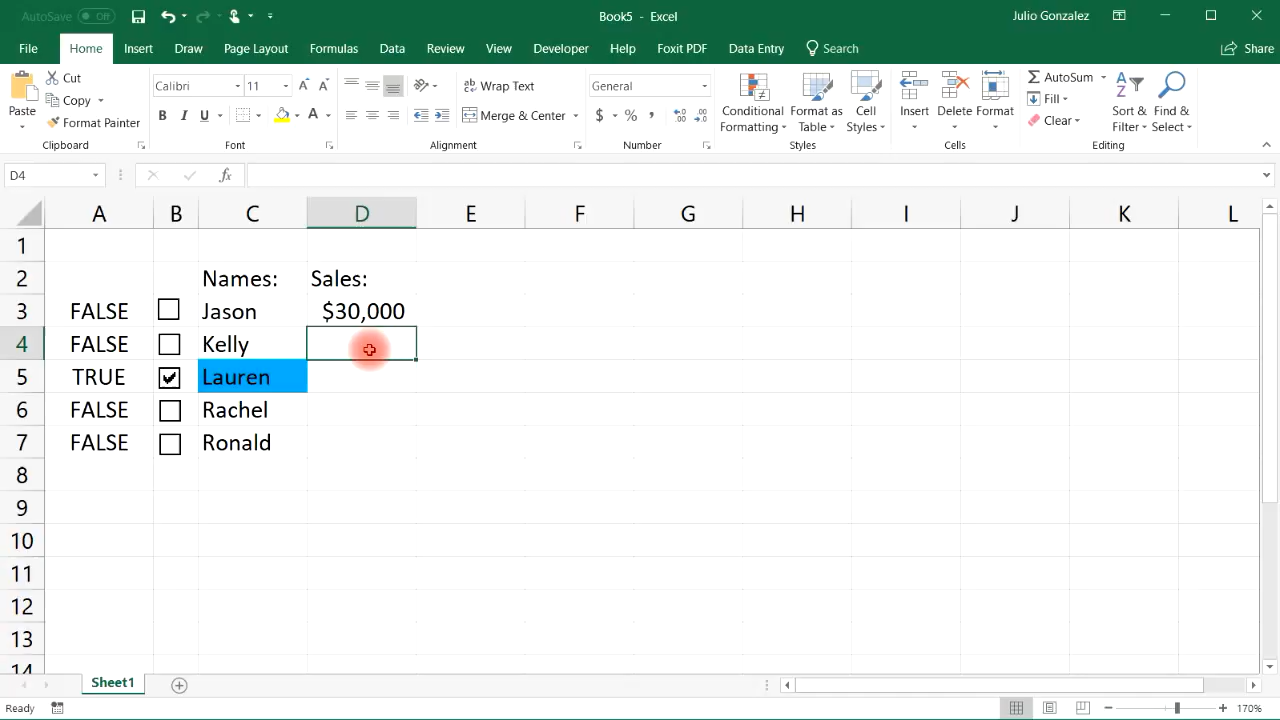 AutoSave Off
Book5 - Excel
Julio Gonzalez
File Home Insert Draw Page Layout Formulas Data Review View Developer Help Foxit PDF Data Entry Search Share
Paste Cut Copy Format Painter
Clipboard
Calibri 11 A A
B I U A
Font
Wrap Text
Merge & Center
Alignment
General
$ % ,
Number
Conditional Formatting
Format as Table
Cell Styles
Styles
Insert Delete Format
Cells
AutoSum
Fill
Clear
Sort & Filter
Find & Select
Editing
D4 fx
A B C D E F G H I J K L
1
2 Names: Sales:
3 FALSE Jason $30,000
4 FALSE Kelly
5 TRUE Lauren
6 FALSE Rachel
7 FALSE Ronald
8
9
10
11
12
13
14
Sheet1
Ready 170%